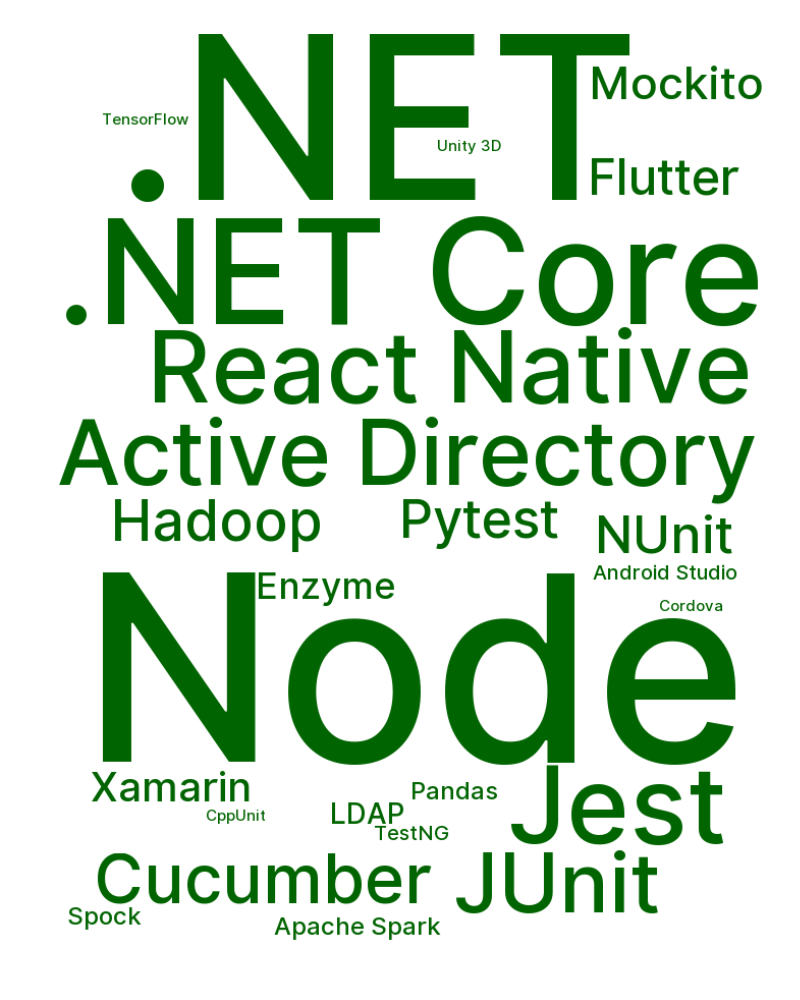 .NET
Mockito
TensorFlow
Unity 3D
Flutter
.NET Core
React Native
Active Directory
Hadoop
Pytest
NUnit
Android Studio
Enzyme
Cordova
Node
Xamarin
Pandas
Jest
CppUnit
LDAP
TestNG
Cucumber
JUnit
Spock
Apache Spark